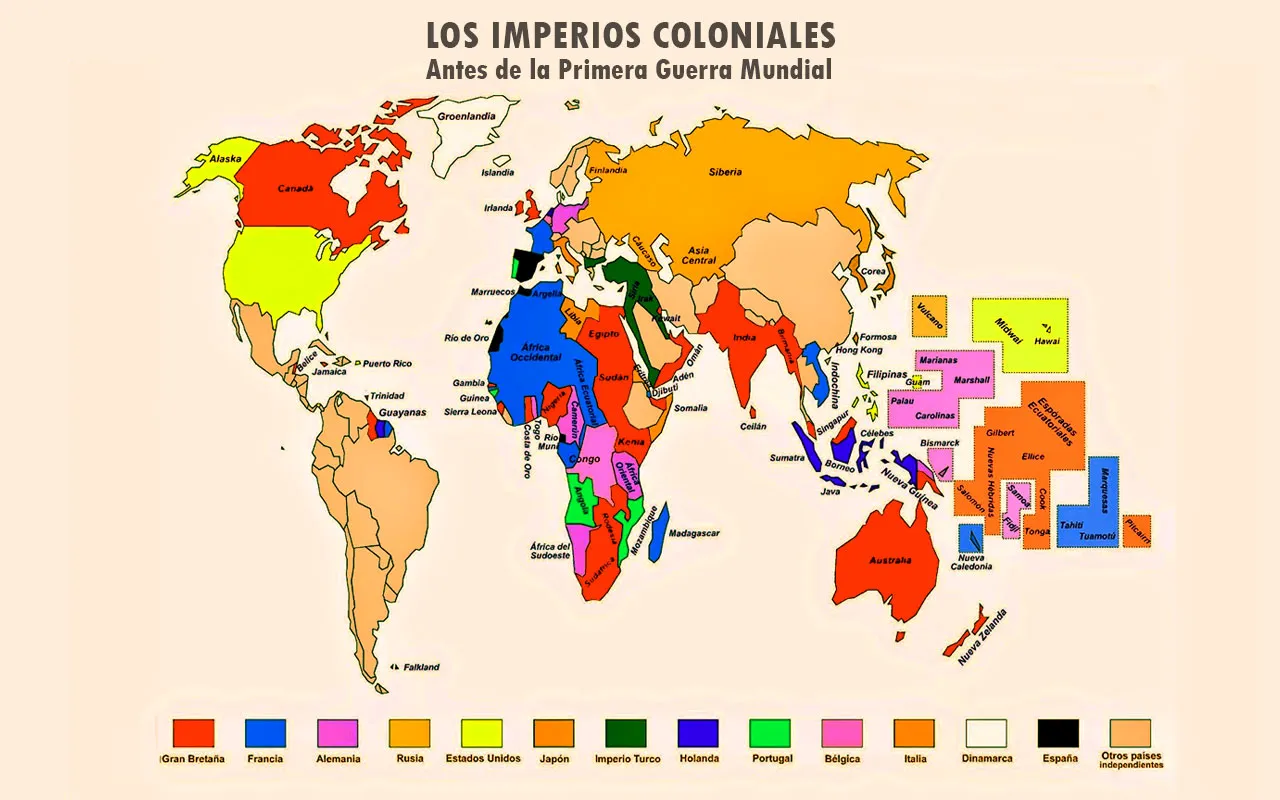 LOS IMPERIOS COLONIALES
Antes de la Primera Guerra Mundial
Groenlandia
Alaska
Islandia
Finlandia
Siberia
Canadá
Irlanda
Cáucaso
Asia
Central
Corea
Marruecos
Argelia
Siria
Irak
Kuwait
Libia
Egipto
Río de Oro
África
Occidental
India
Birmania
Omán
Formosa
Hong Kong
Vulcano
Midway
Hawai
Belice
Jamaica
Puerto Rico
Trinidad
Guayanas
Gambia
Guinea
Sierra Leona
Sudán
África Ecuatorial
Adén
Djibuti
Somalia
Indochina
Filipinas
Guam
Marianas
Marshall
Palau
Carolinas
Nigeria
Camerún
Togo
Costa de Oro
Río
Muni
Congo
Kenia
África
Oriental
Ceilán
Singapur
Sumatra
Borneo
Célebes
Java
Nueva Guinea
Bismarck
Espóradas
Ecuatoriales
Gilbert
Ellice
Nuevas Hébridas
Salomón
Samoa
Fidji
Cook
Tonga
Marquesas
Tahití
Tuamotú
Pitcairn
Nueva
Caledonia
Angola
Rodesia
Mozambique
Madagascar
África del
Sudoeste
Sudáfrica
Australia
Nueva Zelanda
Falkland
Gran Bretaña
Francia
Alemania
Rusia
Estados Unidos
Japón
Imperio Turco
Holanda
Portugal
Bélgica
Italia
Dinamarca
España
Otros países
independientes